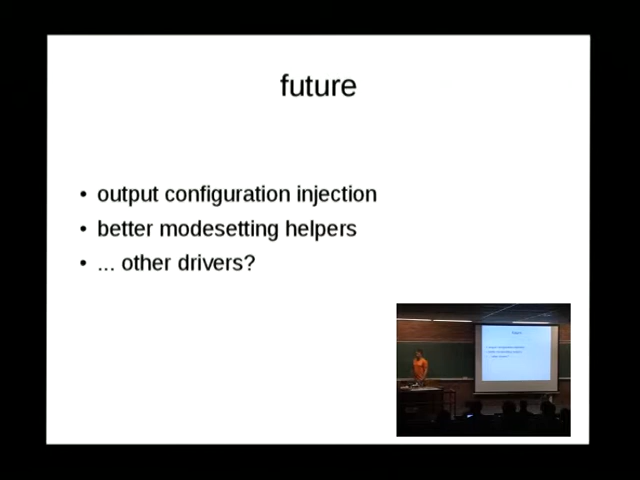 future
• output configuration injection
• better modesetting helpers
• ... other drivers?